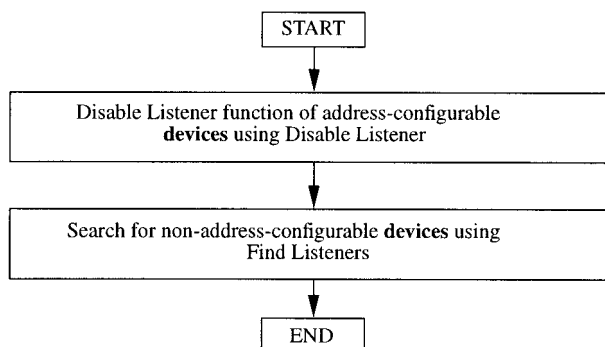 START
Disable Listener function of address-configurable
devices using Disable Listener
Search for non-address-configurable devices using
Find Listeners
END